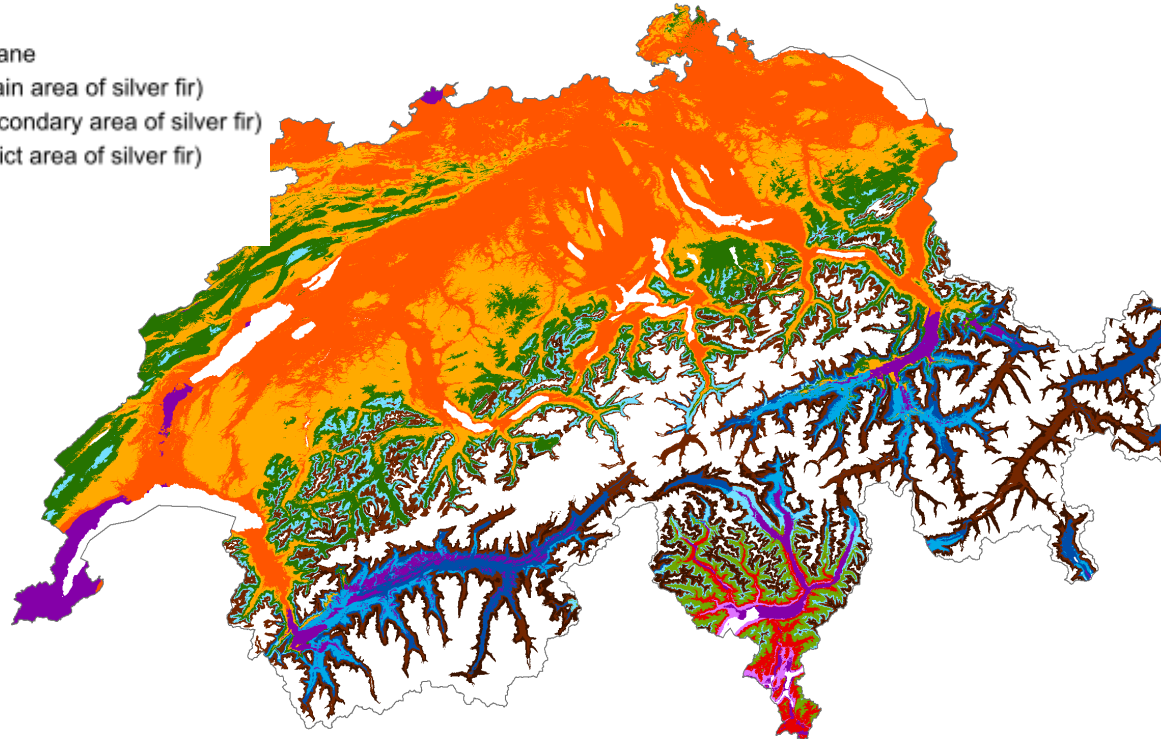 ane
ain area of silver fir)
condary area of silver fir)
ict area of silver fir)